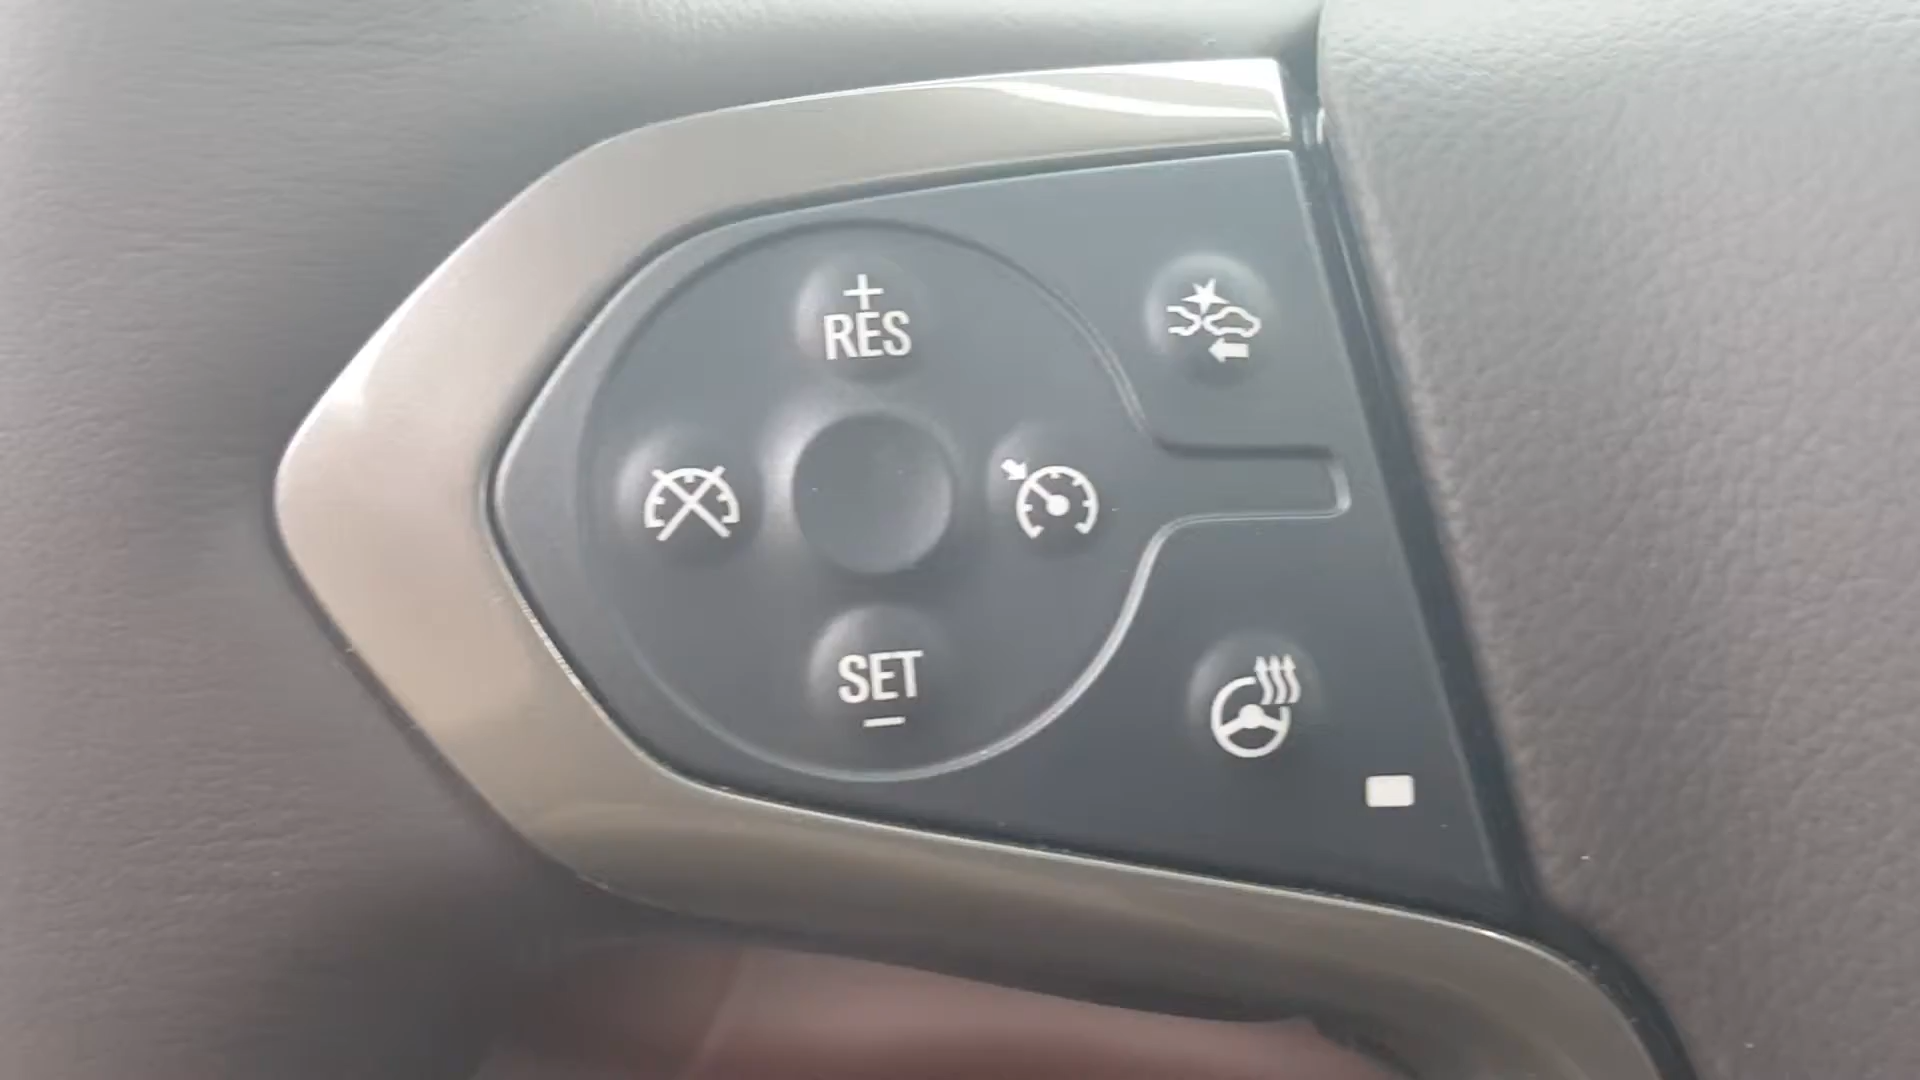 +
RES
SET
–